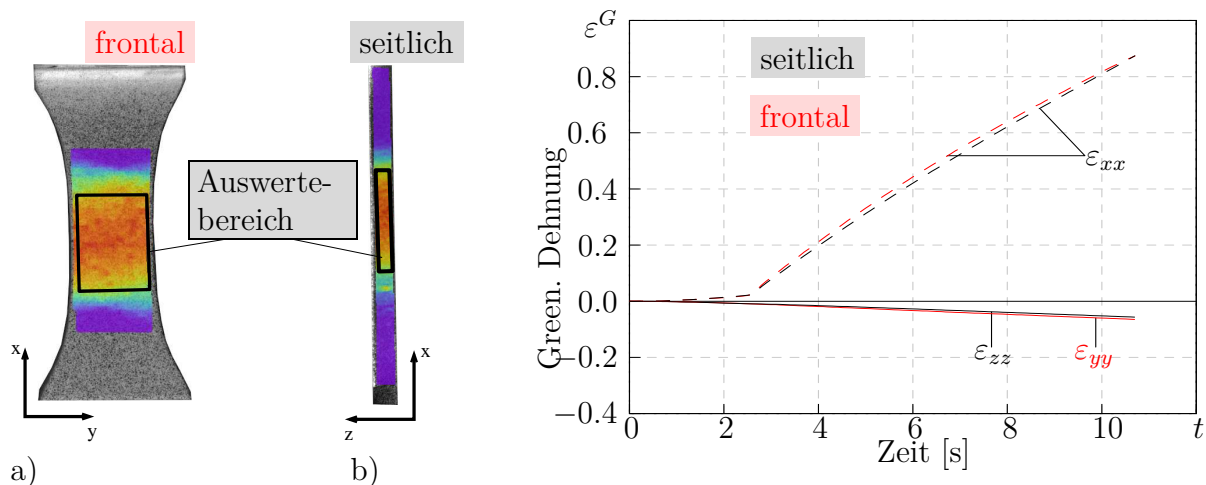 frontal
seitlich
Auswerte-
bereich
x
y
x
z
a)
b)
ε^G
seitlich
frontal
ε_xx
ε_zz
ε_yy
Green. Dehnung
0.8
0.6
0.4
0.2
0.0
−0.2
−0.4
0
2
4
6
8
10
t
Zeit [s]